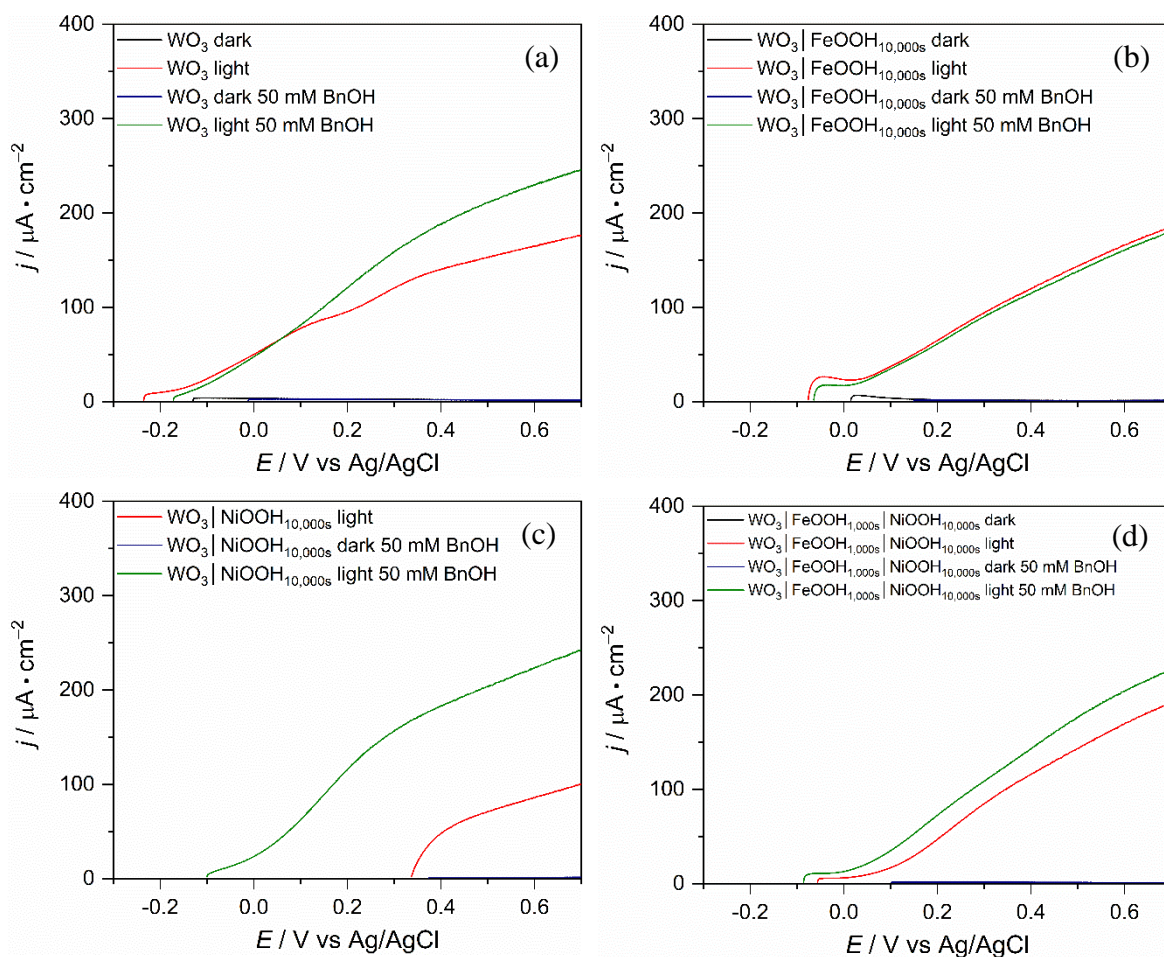 400
300
200
100
0
j / µA • cm⁻²
WO₃ dark
WO₃ light
WO₃ dark 50 mM BnOH
WO₃ light 50 mM BnOH
(a)
-0.2 0.0 0.2 0.4 0.6
E / V vs Ag/AgCl
400
300
200
100
0
j / µA • cm⁻²
WO₃│FeOOH₁₀,₀₀₀ₛ dark
WO₃│FeOOH₁₀,₀₀₀ₛ light
WO₃│FeOOH₁₀,₀₀₀ₛ dark 50 mM BnOH
WO₃│FeOOH₁₀,₀₀₀ₛ light 50 mM BnOH
(b)
-0.2 0.0 0.2 0.4 0.6
E / V vs Ag/AgCl
400
300
200
100
0
j / µA • cm⁻²
WO₃│NiOOH₁₀,₀₀₀ₛ light
WO₃│NiOOH₁₀,₀₀₀ₛ dark 50 mM BnOH
WO₃│NiOOH₁₀,₀₀₀ₛ light 50 mM BnOH
(c)
-0.2 0.0 0.2 0.4 0.6
E / V vs Ag/AgCl
400
300
200
100
0
j / µA • cm⁻²
WO₃│FeOOH₁,₀₀₀ₛ│NiOOH₁₀,₀₀₀ₛ dark
WO₃│FeOOH₁,₀₀₀ₛ│NiOOH₁₀,₀₀₀ₛ light
WO₃│FeOOH₁,₀₀₀ₛ│NiOOH₁₀,₀₀₀ₛ dark 50 mM BnOH
WO₃│FeOOH₁,₀₀₀ₛ│NiOOH₁₀,₀₀₀ₛ light 50 mM BnOH
(d)
-0.2 0.0 0.2 0.4 0.6
E / V vs Ag/AgCl